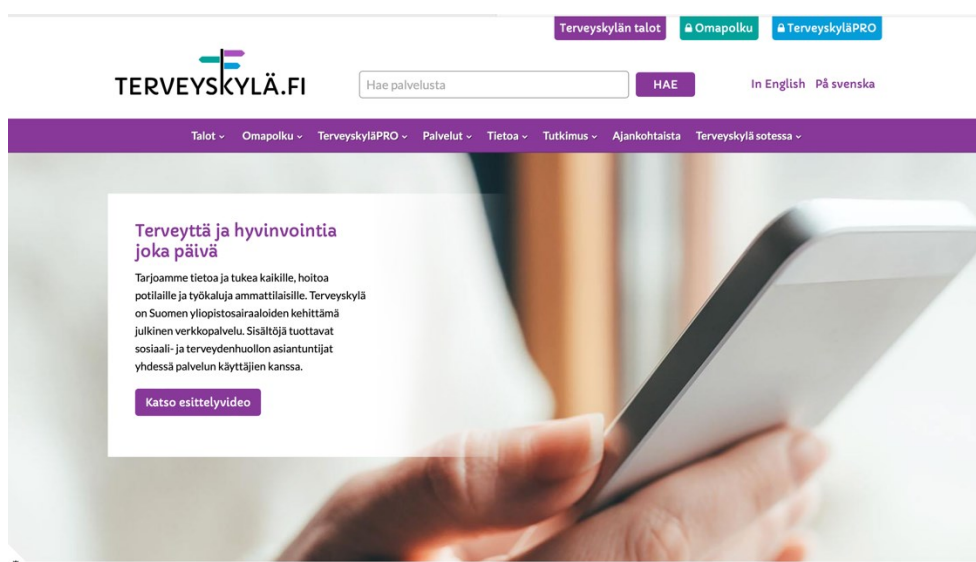 Terveyskylän talot
Omapolku
TerveyskyläPRO
TERVEYSKYLÄ.FI
Hae palvelusta
HAE
In English På svenska
Talot Omapolku TerveyskyläPRO Palvelut Tietoa Tutkimus Ajankohtaista Terveyskylä sotessa
Terveyttä ja hyvinvointia
joka päivä
Tarjoamme tietoa ja tukea kaikille, hoitoa
potilaille ja työkaluja ammattilaisille. Terveyskylä
on Suomen yliopistosairaaloiden kehittämä
julkinen verkkopalvelu. Sisältöjä tuottavat
sosiaali- ja terveydenhuollon asiantuntijat
yhdessä palvelun käyttäjien kanssa.
Katso esittelyvideo